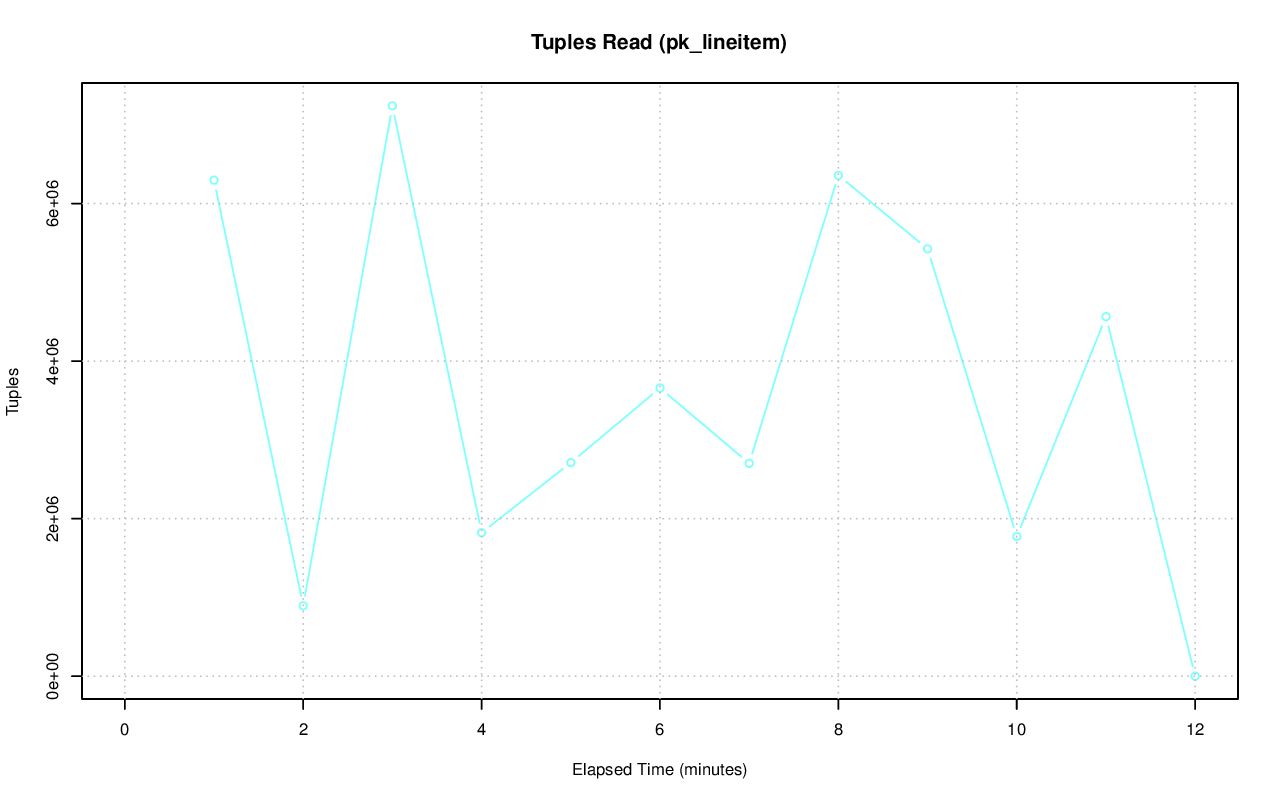 Tuples Read (pk_lineitem)
Tuples
6e+06
4e+06
2e+06
0e+00
0 2 4 6 8 10 12
Elapsed Time (minutes)